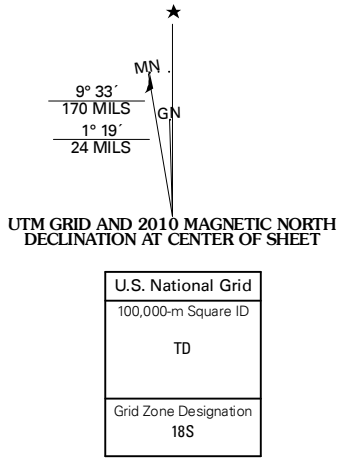 MN
9° 33´
170 MILS
GN
1° 19´
24 MILS
UTM GRID AND 2010 MAGNETIC NORTH
DECLINATION AT CENTER OF SHEET
U.S. National Grid
100,000-m Square ID
TD
Grid Zone Designation
18S